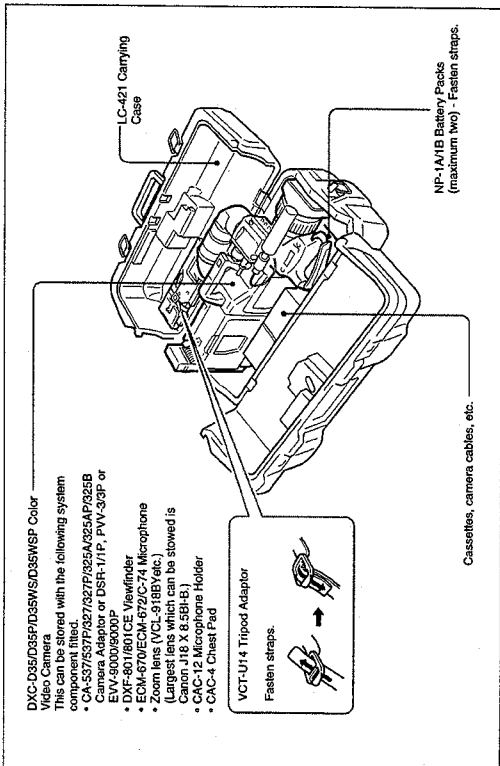 DXC-D35/D35P/D35WS/D35WSP Color
Video Camera
This can be stored with the following system
component fitted.
• CA-537/537P/327/327P/325A/325AP/325B
Camera Adaptor or DSR-1/1P, PVV-3/3P or
EVV-9000/9000P
• DXF-801/801CE Viewfinder
• ECM-670/ECM-672/C-74 Microphone
• Zoom lens (VCL-918BYetc.)
(Largest lens which can be stowed is
Canon J18 X 8.5BI-B.)
• CAC-12 Microphone Holder
• CAC-4 Chest Pad
LC-421 Carrying
Case
VCT-U14 Tripod Adaptor
Fasten straps.
NP-1A/1B Battery Packs
(maximum two) - Fasten straps.
Cassettes, camera cables, etc.